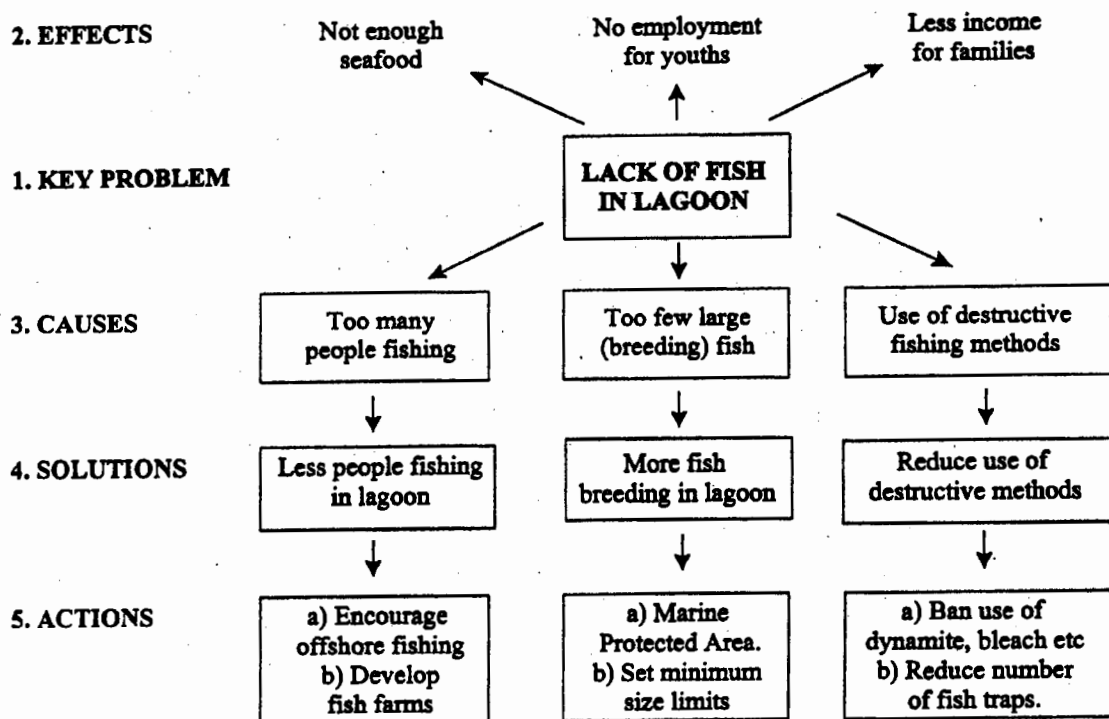 2. EFFECTS
Not enough
seafood
No employment
for youths
Less income
for families
1. KEY PROBLEM
LACK OF FISH
IN LAGOON
3. CAUSES
Too many
people fishing
Too few large
(breeding) fish
Use of destructive
fishing methods
4. SOLUTIONS
Less people fishing
in lagoon
More fish
breeding in lagoon
Reduce use of
destructive methods
5. ACTIONS
a) Encourage
offshore fishing
b) Develop
fish farms
a) Marine
Protected Area.
b) Set minimum
size limits
a) Ban use of
dynamite, bleach etc
b) Reduce number
of fish traps.